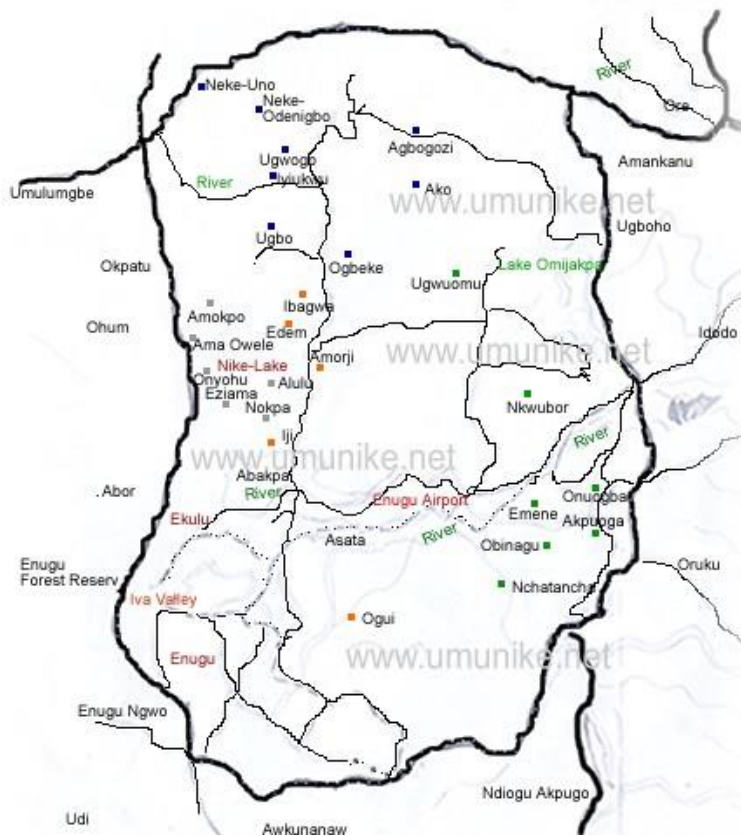 River
Ore
Neke-Uno
Neke-
Odenigbo
Agbogozi
Ugwogo
Iyiukwu
River
Amankanu
Umulumgbe
Ako
www.umunike.net
Ugbo
Ugboho
Okpatu
Ogbeke
Ugwuomu
Lake Omijakpa
Ibagwa
Amokpo
Ohum
Edem
Idodo
Ama Owele
Amorji
www.umunike.net
Nike-Lake
Onyohu
Alulu
Eziama
Nkwubor
Nokpa
Iji
River
www.umunike.net
Abakpa
River
Abor
Enugu Airport
Onuogba
Emene
Ekulu
Asata
River
Akpuoga
Obinagu
Enugu
Forest Reserv
Oruku
Nchatancha
Iva Valley
Ogui
www.umunike.net
Enugu
Enugu Ngwo
Ndiogu Akpugo
Udi
Awkunanaw